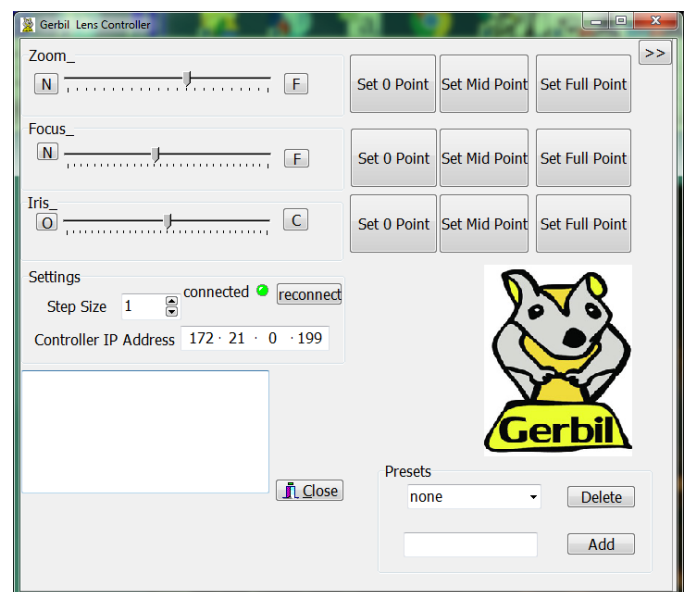 Gerbil Lens Controller
>>
Zoom_
N F Set 0 Point Set Mid Point Set Full Point
Focus_
N F Set 0 Point Set Mid Point Set Full Point
Iris_
O C Set 0 Point Set Mid Point Set Full Point
Settings
Step Size 1 connected reconnect
Controller IP Address 172 . 21 . 0 . 199
Gerbil
Close
Presets
none Delete
Add